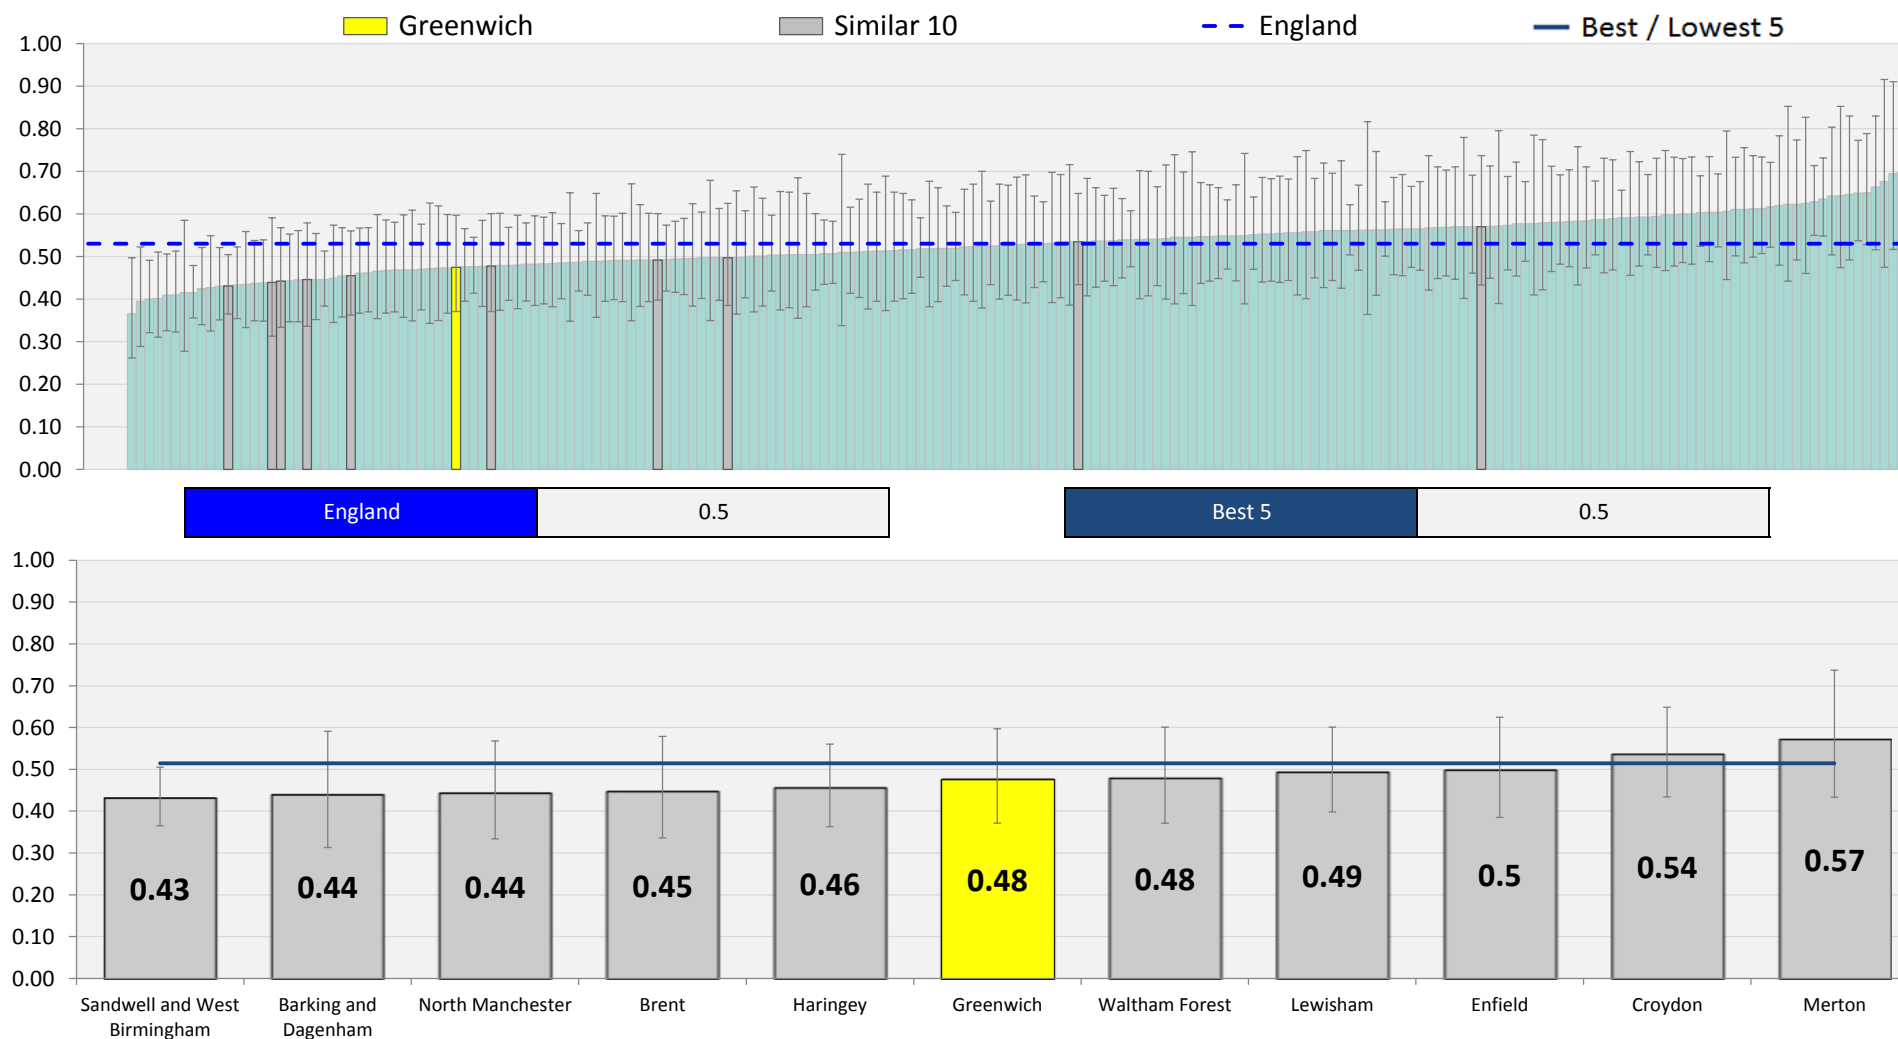 Greenwich Similar 10 England Best / Lowest 5
1.00
0.90
0.80
0.70
0.60
0.50
0.40
0.30
0.20
0.10
0.00
England 0.5 Best 5 0.5
1.00
0.90
0.80
0.70
0.60
0.50
0.40
0.30
0.20
0.10
0.00
0.43 0.44 0.44 0.45 0.46 0.48 0.48 0.49 0.5 0.54 0.57
Sandwell and West Birmingham
Barking and Dagenham
North Manchester
Brent
Haringey
Greenwich
Waltham Forest
Lewisham
Enfield
Croydon
Merton